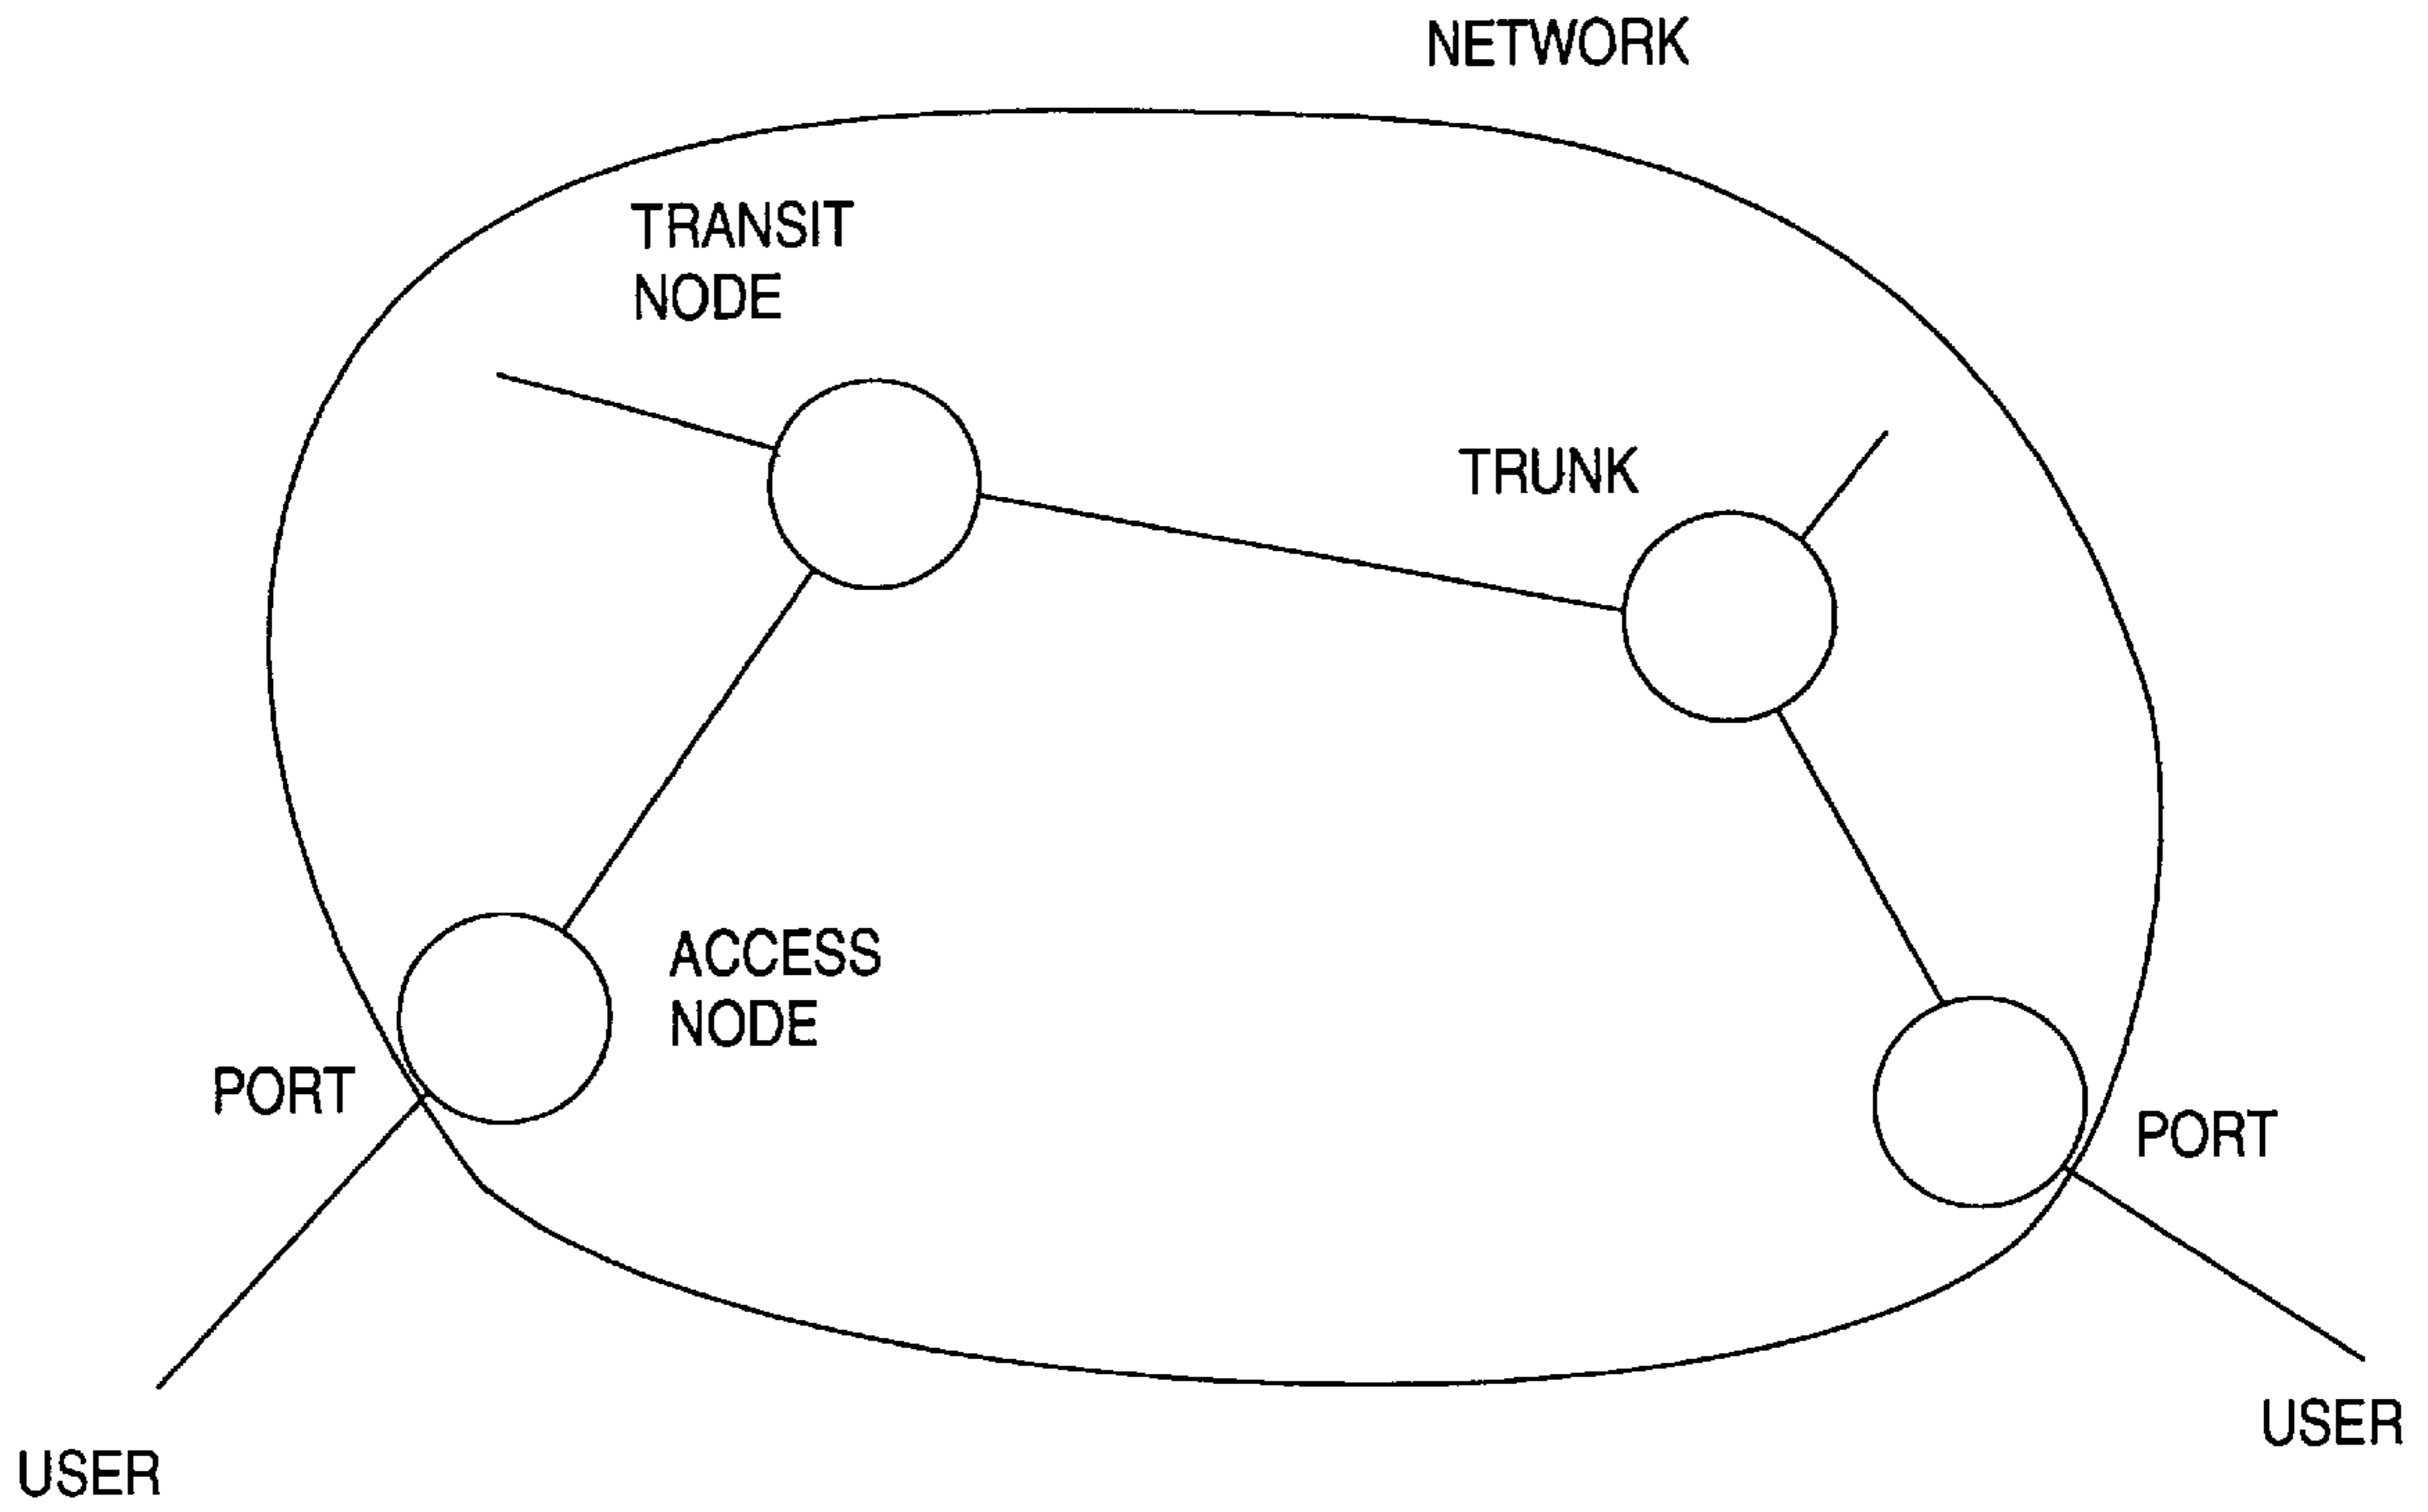 NETWORK
TRANSIT
NODE
TRUNK
ACCESS
NODE
PORT
PORT
USER
USER